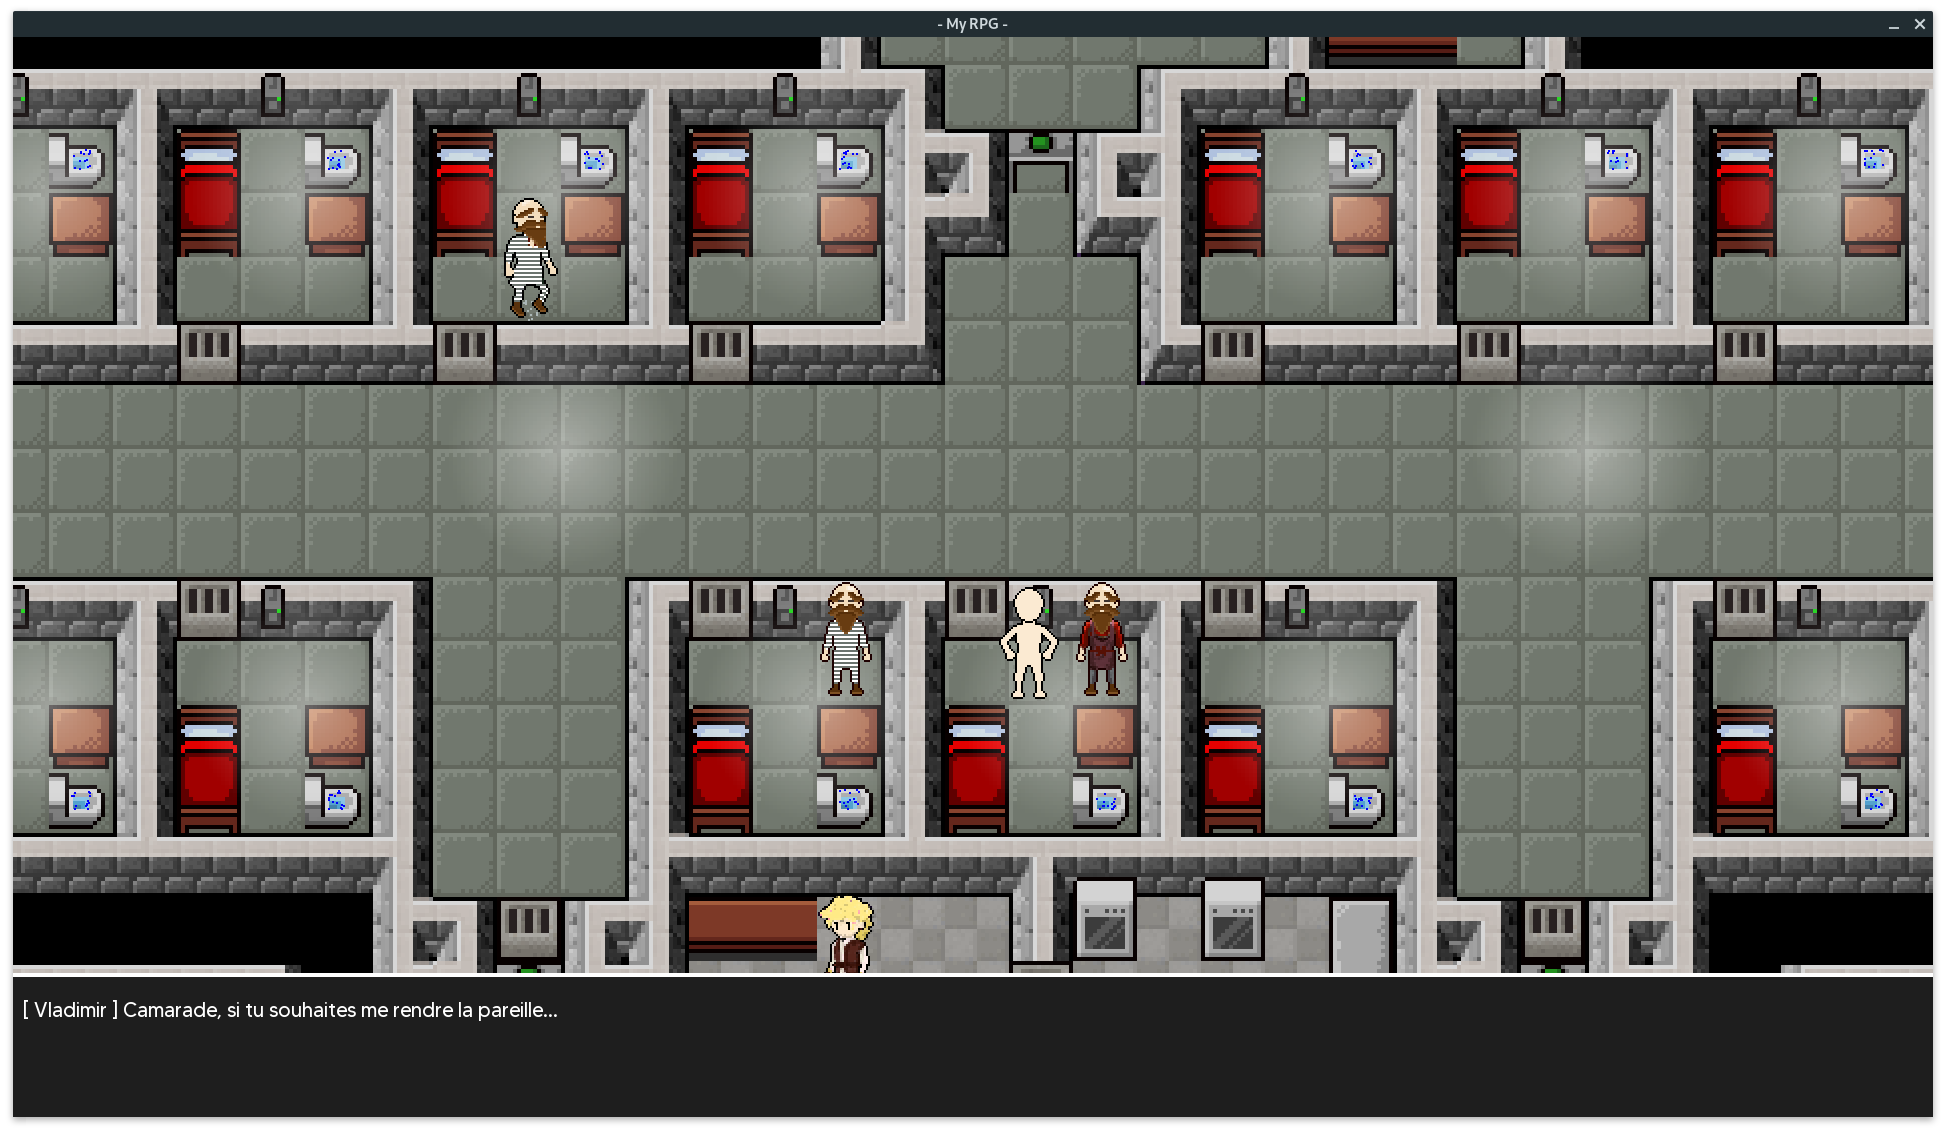 - My RPG -
[ Vladimir ] Camarade, si tu souhaites me rendre la pareille...